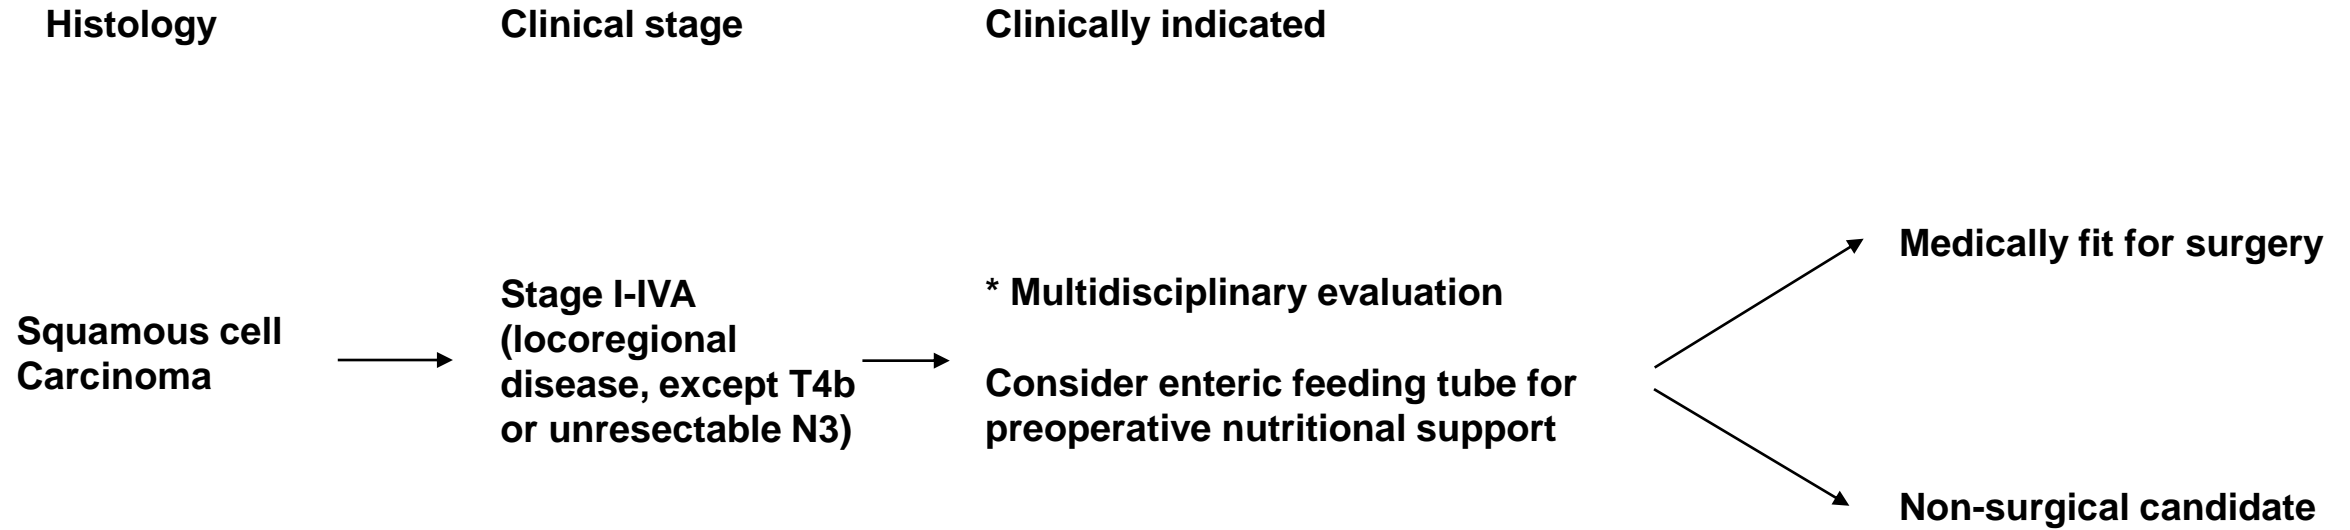 Histology
Clinical stage
Clinically indicated
Squamous cell
Carcinoma
Stage I-IVA
(locoregional
disease, except T4b
or unresectable N3)
* Multidisciplinary evaluation
Consider enteric feeding tube for
preoperative nutritional support
Medically fit for surgery
Non-surgical candidate